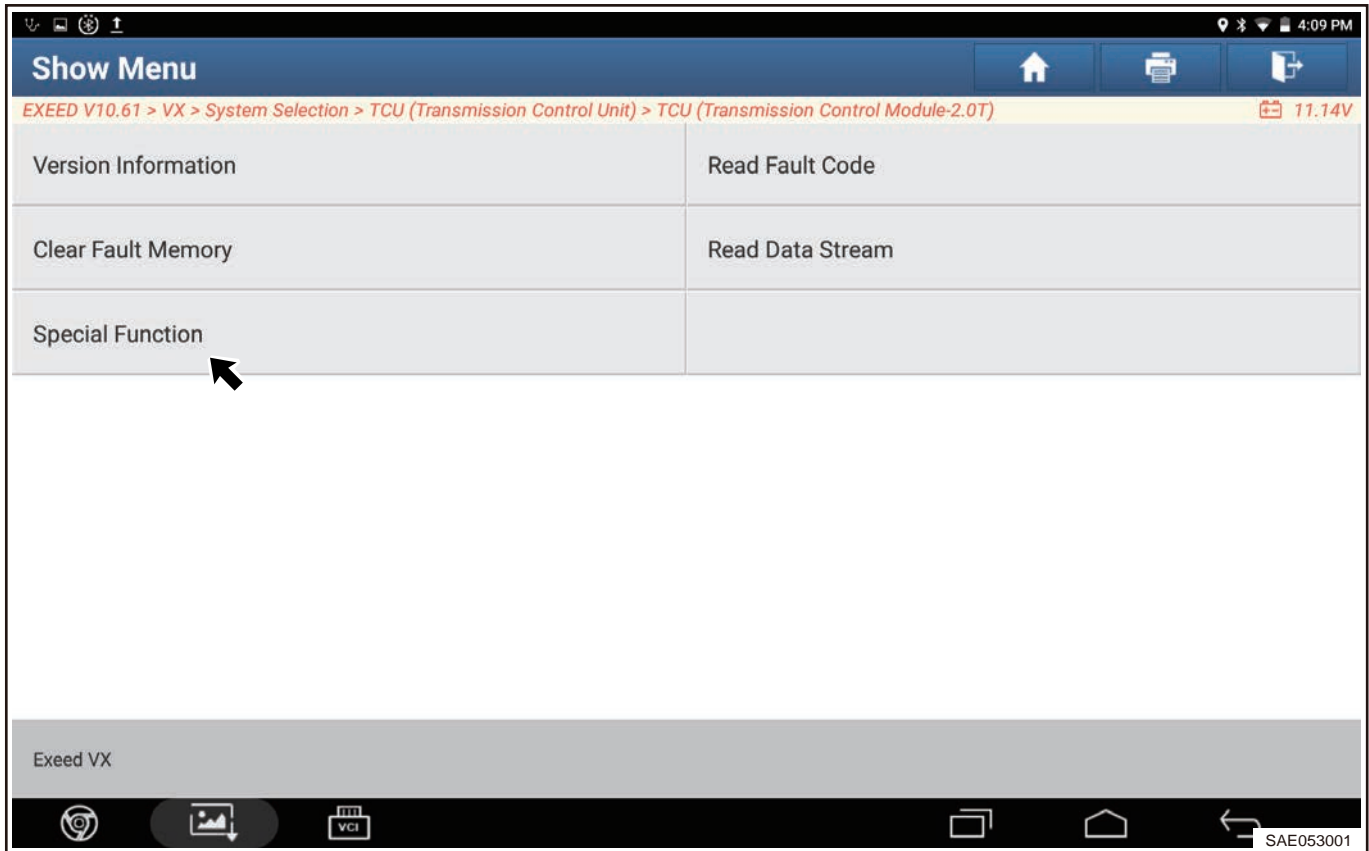 4:09 PM
Show Menu
EXEED V10.61 > VX > System Selection > TCU (Transmission Control Unit) > TCU (Transmission Control Module-2.0T) 11.14V
Version Information
Read Fault Code
Clear Fault Memory
Read Data Stream
Special Function
Exeed VX
VCI
SAE053001